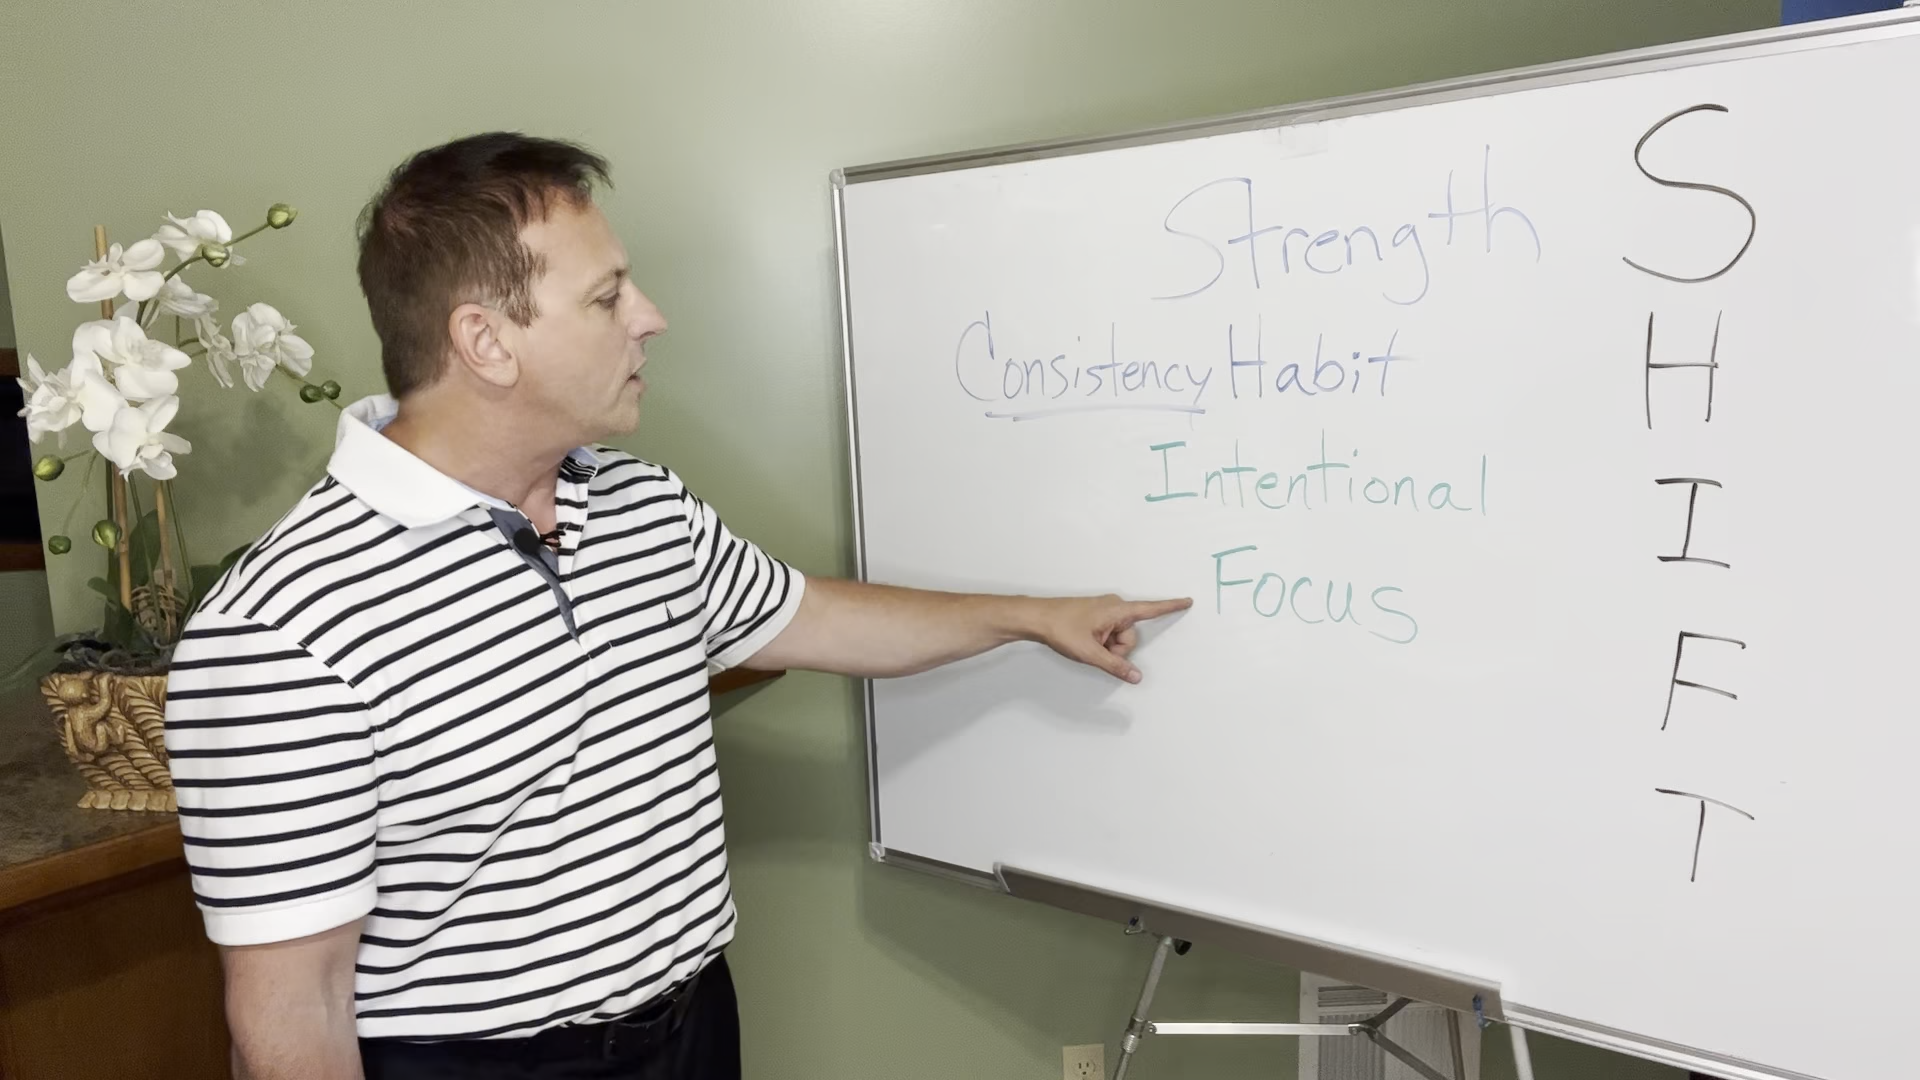 Strength S
Consistency Habit H
Intentional I
Focus F
T